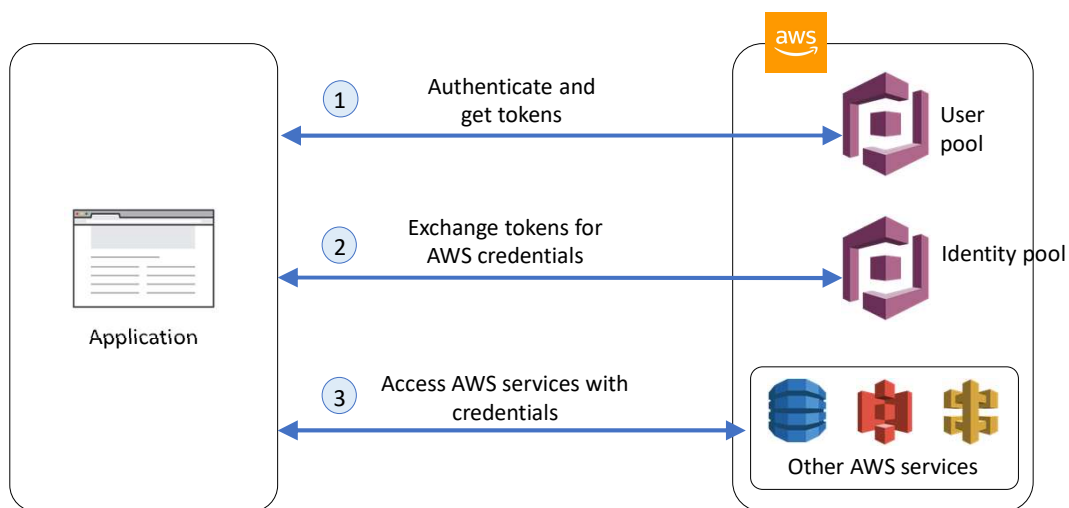 aws
1
Authenticate and
get tokens
User
pool
2
Exchange tokens for
AWS credentials
Identity pool
Application
3
Access AWS services with
credentials
Other AWS services